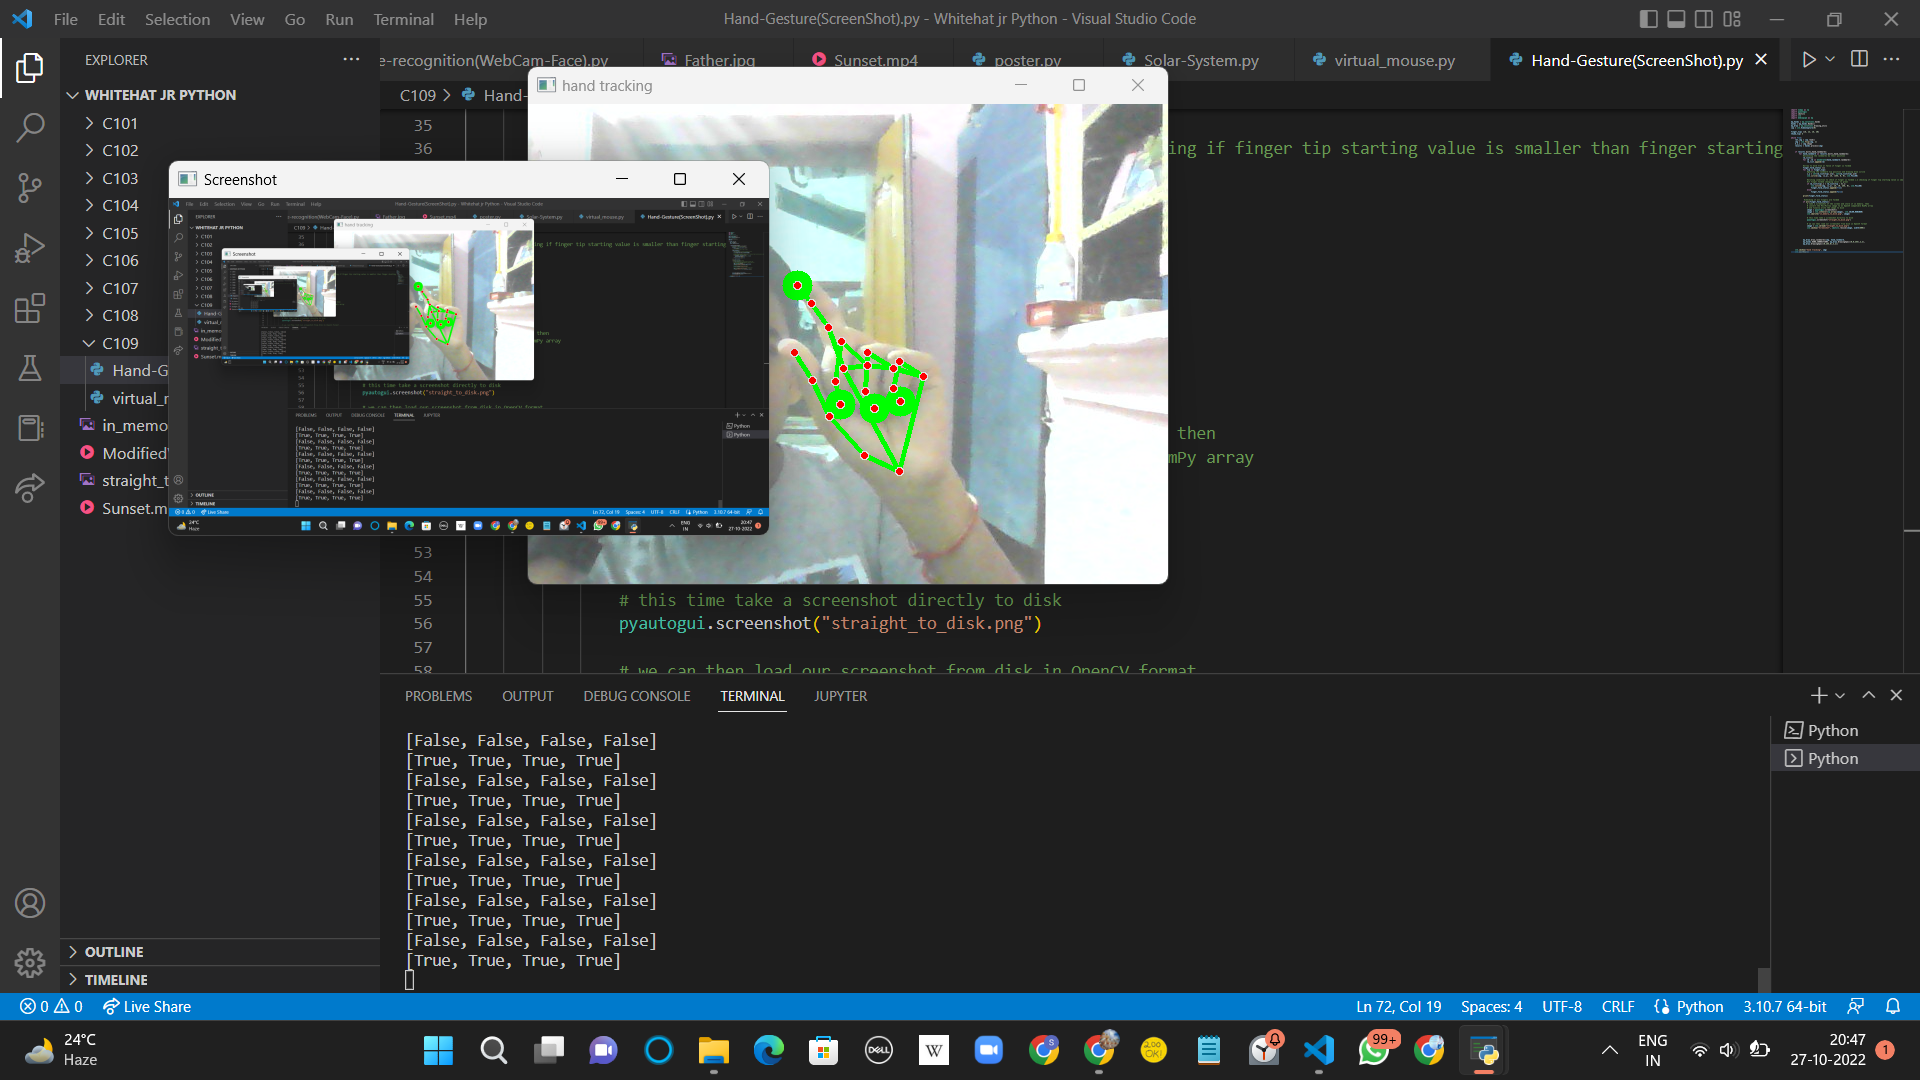 File Edit Selection View Go Run Terminal Help
Hand-Gesture(ScreenShot).py - Whitehat jr Python - Visual Studio Code
EXPLORER
e-recognition(WebCam-Face).py
Father.jpg
Sunset.mp4
poster.py
Solar-System.py
virtual_mouse.py
Hand-Gesture(ScreenShot).py
WHITEHAT JR PYTHON
C101
C102
C103
C104
C105
C106
C107
C108
C109
Hand-G
virtual_r
in_memo
Modified
straight_t
Sunset.m
OUTLINE
TIMELINE
C109 > Hand-
hand tracking
Screenshot
35
36
ing if finger tip starting value is smaller than finger starting
then
mPy array
53
54
55 # this time take a screenshot directly to disk
56 pyautogui.screenshot("straight_to_disk.png")
57
58 # we can then load our screenshot from disk in OpenCV format
PROBLEMS OUTPUT DEBUG CONSOLE TERMINAL JUPYTER
[False, False, False, False]
[True, True, True, True]
[False, False, False, False]
[True, True, True, True]
[False, False, False, False]
[True, True, True, True]
[False, False, False, False]
[True, True, True, True]
[False, False, False, False]
[True, True, True, True]
[False, False, False, False]
[True, True, True, True]
Python
Python
0 0 Live Share
Ln 72, Col 19 Spaces: 4 UTF-8 CRLF Python 3.10.7 64-bit
24°C
Haze
DELL
W
S
ZOO
OK!
99+
ENG
IN
20:47
27-10-2022
1